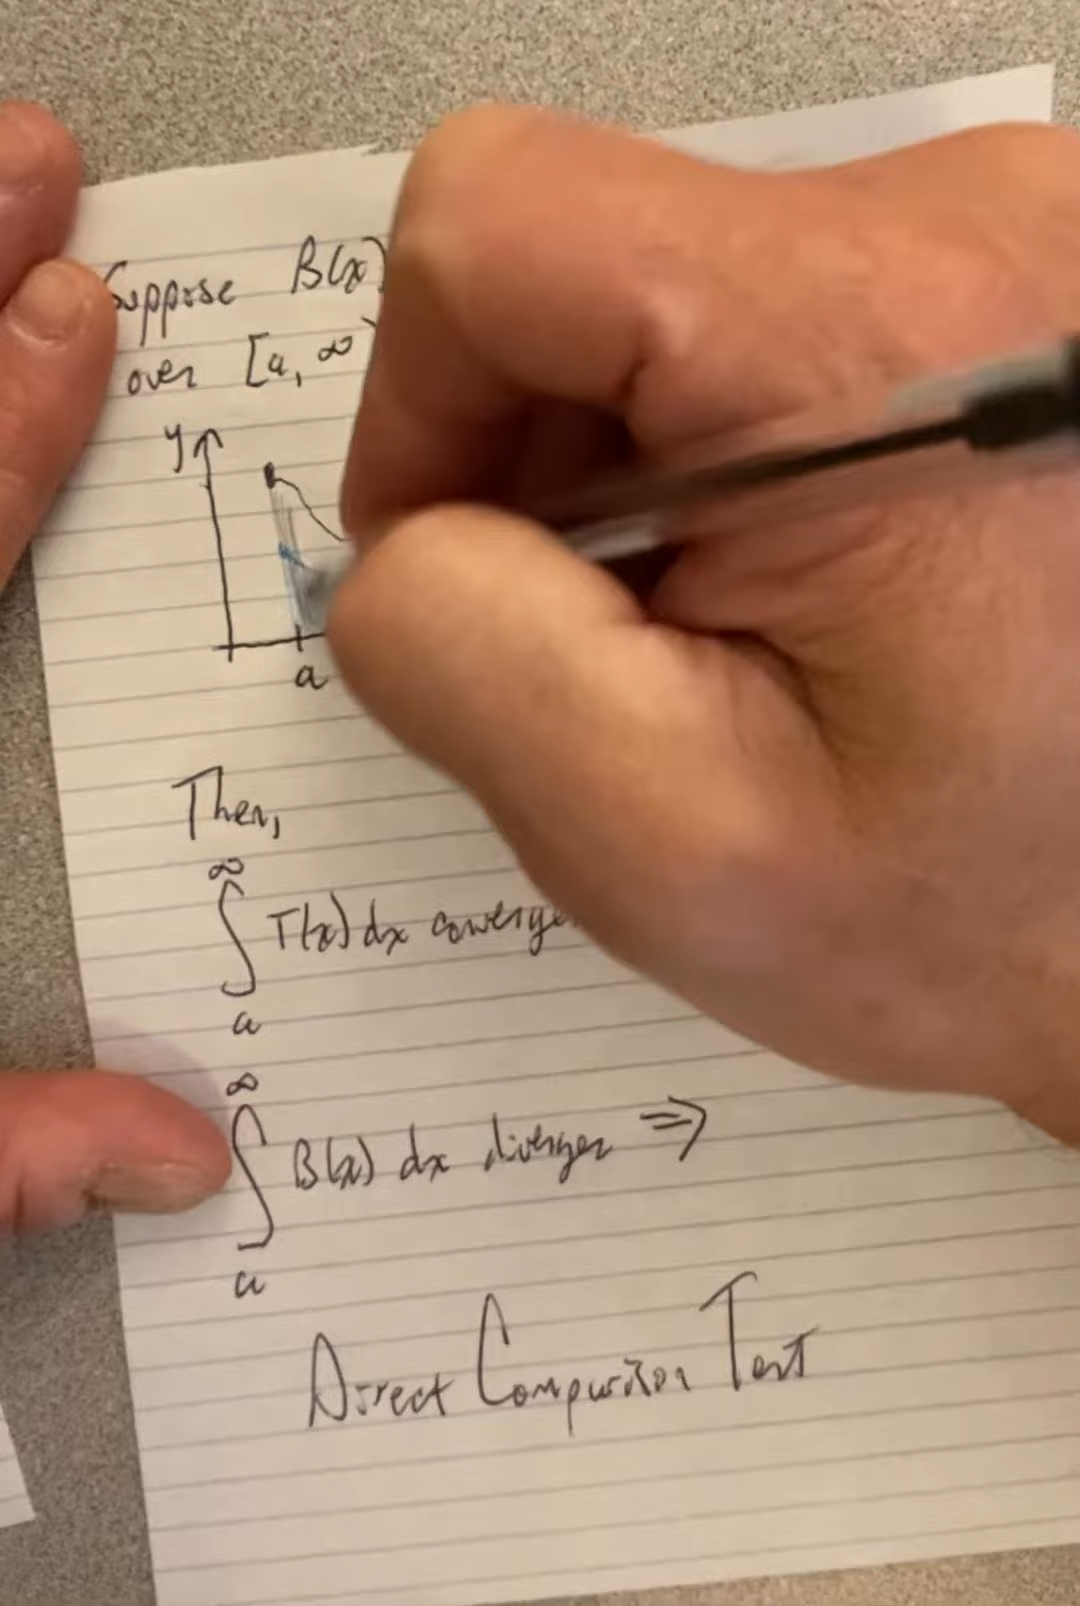 Suppose B(x)
over [a, ∞)
y
a
Then,
∞
∫ T(x) dx converge
a
∞
∫ B(x) dx diverges ⇒
a
Direct Comparison Test